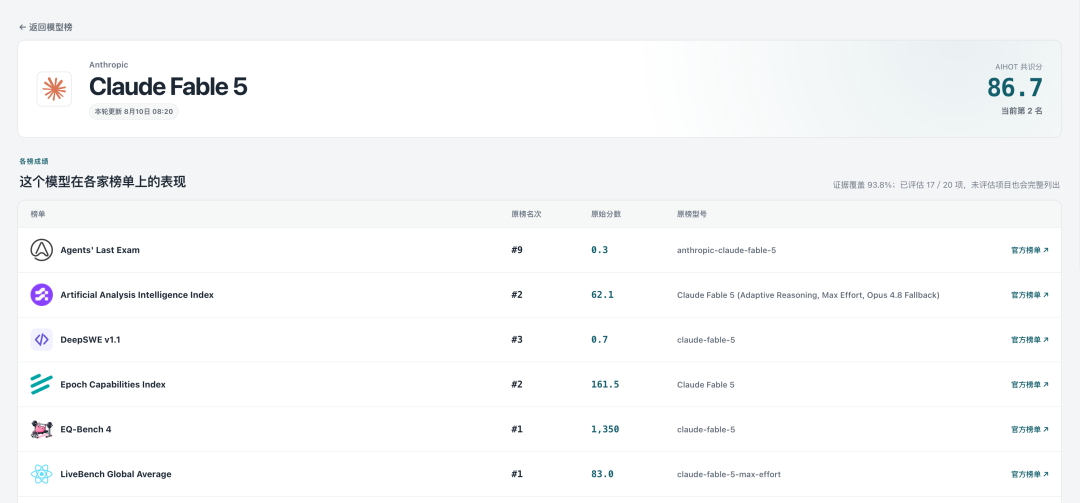 ← 返回模型榜
Anthropic
Claude Fable 5
本轮更新 8月10日 08:20
AIHOT 共识分
86.7
当前第 2 名
各榜成绩
这个模型在各家榜单上的表现
证据覆盖 93.8%；已评估 17 / 20 项，未评估项目也会完整列出
榜单 原榜名次 原始分数 原榜型号
Agents' Last Exam #9 0.3 anthropic-claude-fable-5 官方榜单 ↗
Artificial Analysis Intelligence Index #2 62.1 Claude Fable 5 (Adaptive Reasoning, Max Effort, Opus 4.8 Fallback) 官方榜单 ↗
DeepSWE v1.1 #3 0.7 claude-fable-5 官方榜单 ↗
Epoch Capabilities Index #2 161.5 Claude Fable 5 官方榜单 ↗
EQ-Bench 4 #1 1,350 claude-fable-5 官方榜单 ↗
LiveBench Global Average #1 83.0 claude-fable-5-max-effort 官方榜单 ↗